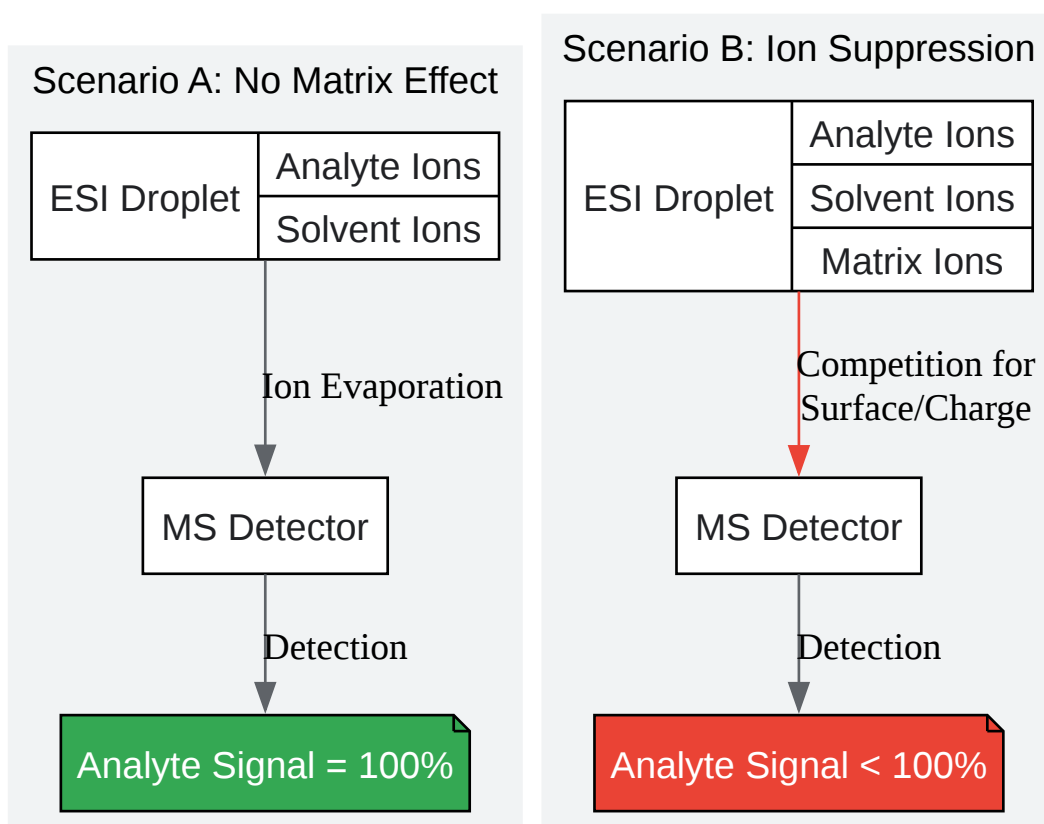 Scenario A: No Matrix Effect
ESI Droplet
Analyte Ions
Solvent Ions
Ion Evaporation
MS Detector
Detection
Analyte Signal = 100%
Scenario B: Ion Suppression
ESI Droplet
Analyte Ions
Solvent Ions
Matrix Ions
Competition for
Surface/Charge
MS Detector
Detection
Analyte Signal < 100%